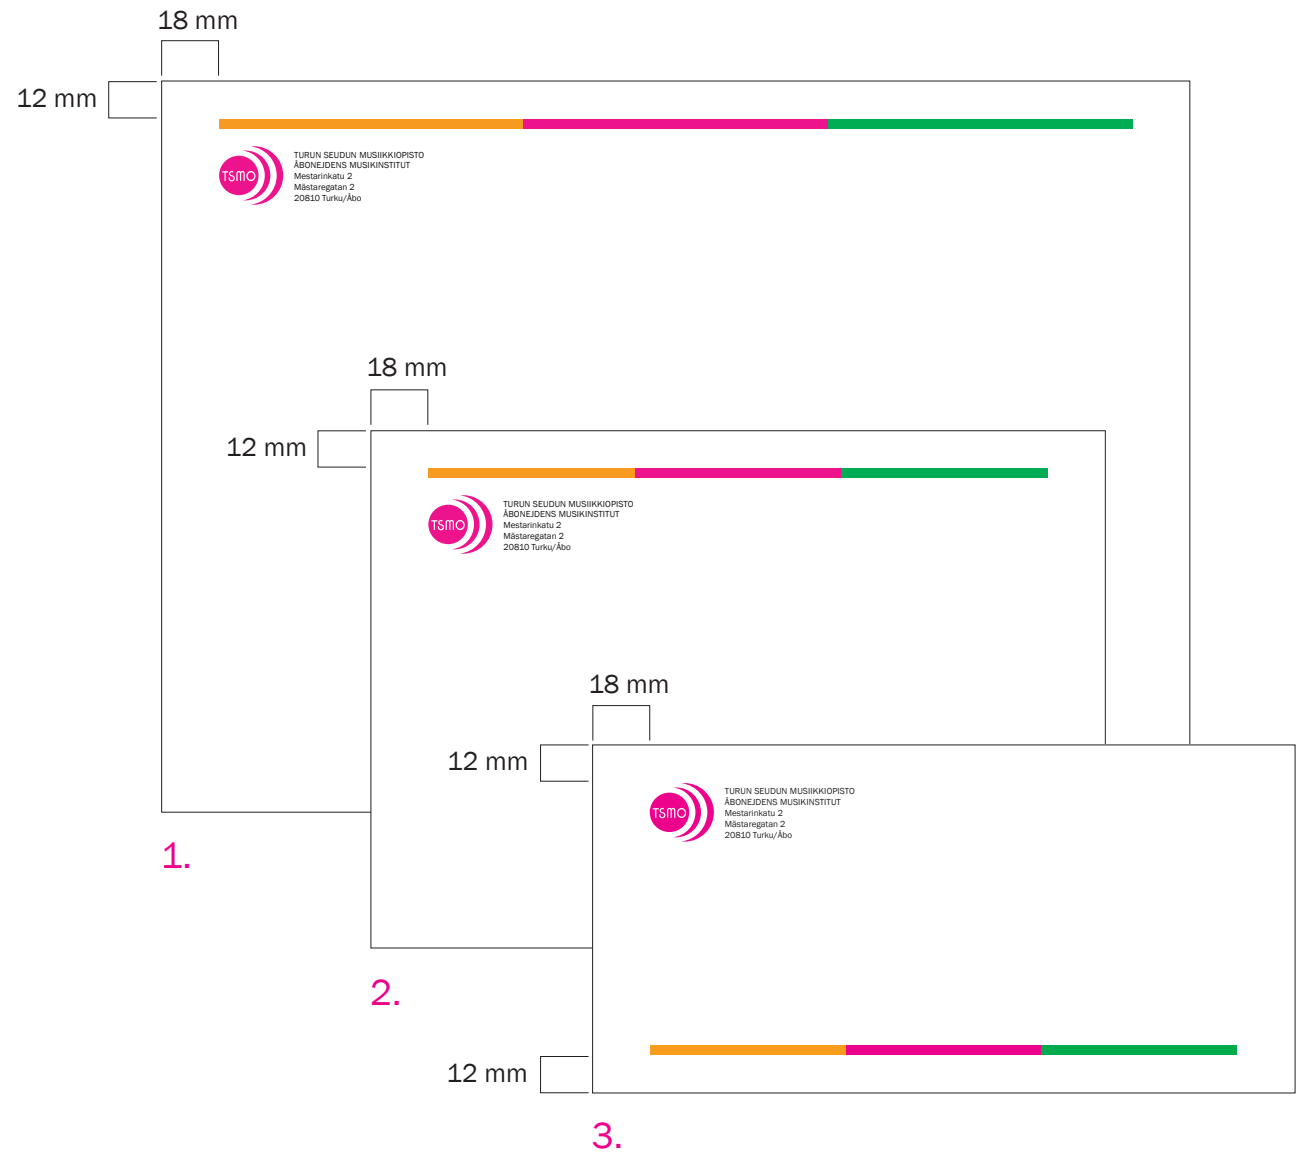 18 mm
12 mm
TSMO
TURUN SEUDUN MUSIIKKIOPISTO
ÅBONEJDENS MUSIKINSTITUT
Mestarinkatu 2
Mästaregatan 2
20810 Turku/Åbo
18 mm
12 mm
TSMO
TURUN SEUDUN MUSIIKKIOPISTO
ÅBONEJDENS MUSIKINSTITUT
Mestarinkatu 2
Mästaregatan 2
20810 Turku/Åbo
18 mm
12 mm
TSMO
TURUN SEUDUN MUSIIKKIOPISTO
ÅBONEJDENS MUSIKINSTITUT
Mestarinkatu 2
Mästaregatan 2
20810 Turku/Åbo
1.
2.
12 mm
3.